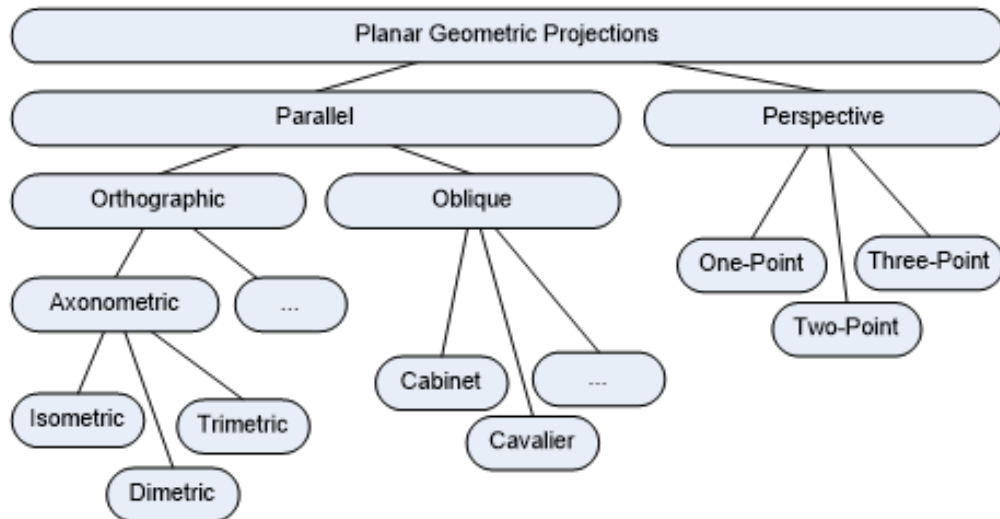 Planar Geometric Projections
Parallel
Perspective
Orthographic
Oblique
One-Point
Three-Point
Axonometric
...
Two-Point
Cabinet
...
Isometric
Trimetric
Cavalier
Dimetric